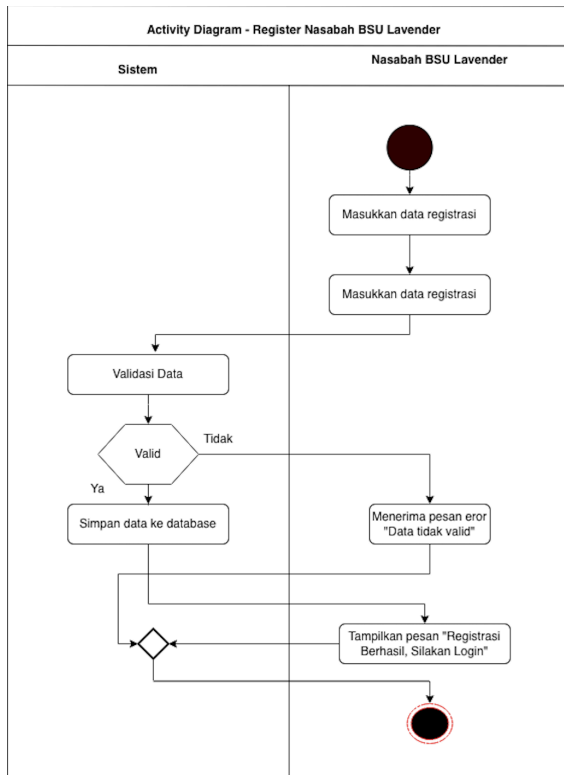 Activity Diagram - Register Nasabah BSU Lavender
Sistem
Nasabah BSU Lavender
Masukkan data registrasi
Masukkan data registrasi
Validasi Data
Valid
Tidak
Ya
Simpan data ke database
Menerima pesan eror
"Data tidak valid"
Tampilkan pesan "Registrasi
Berhasil, Silakan Login"